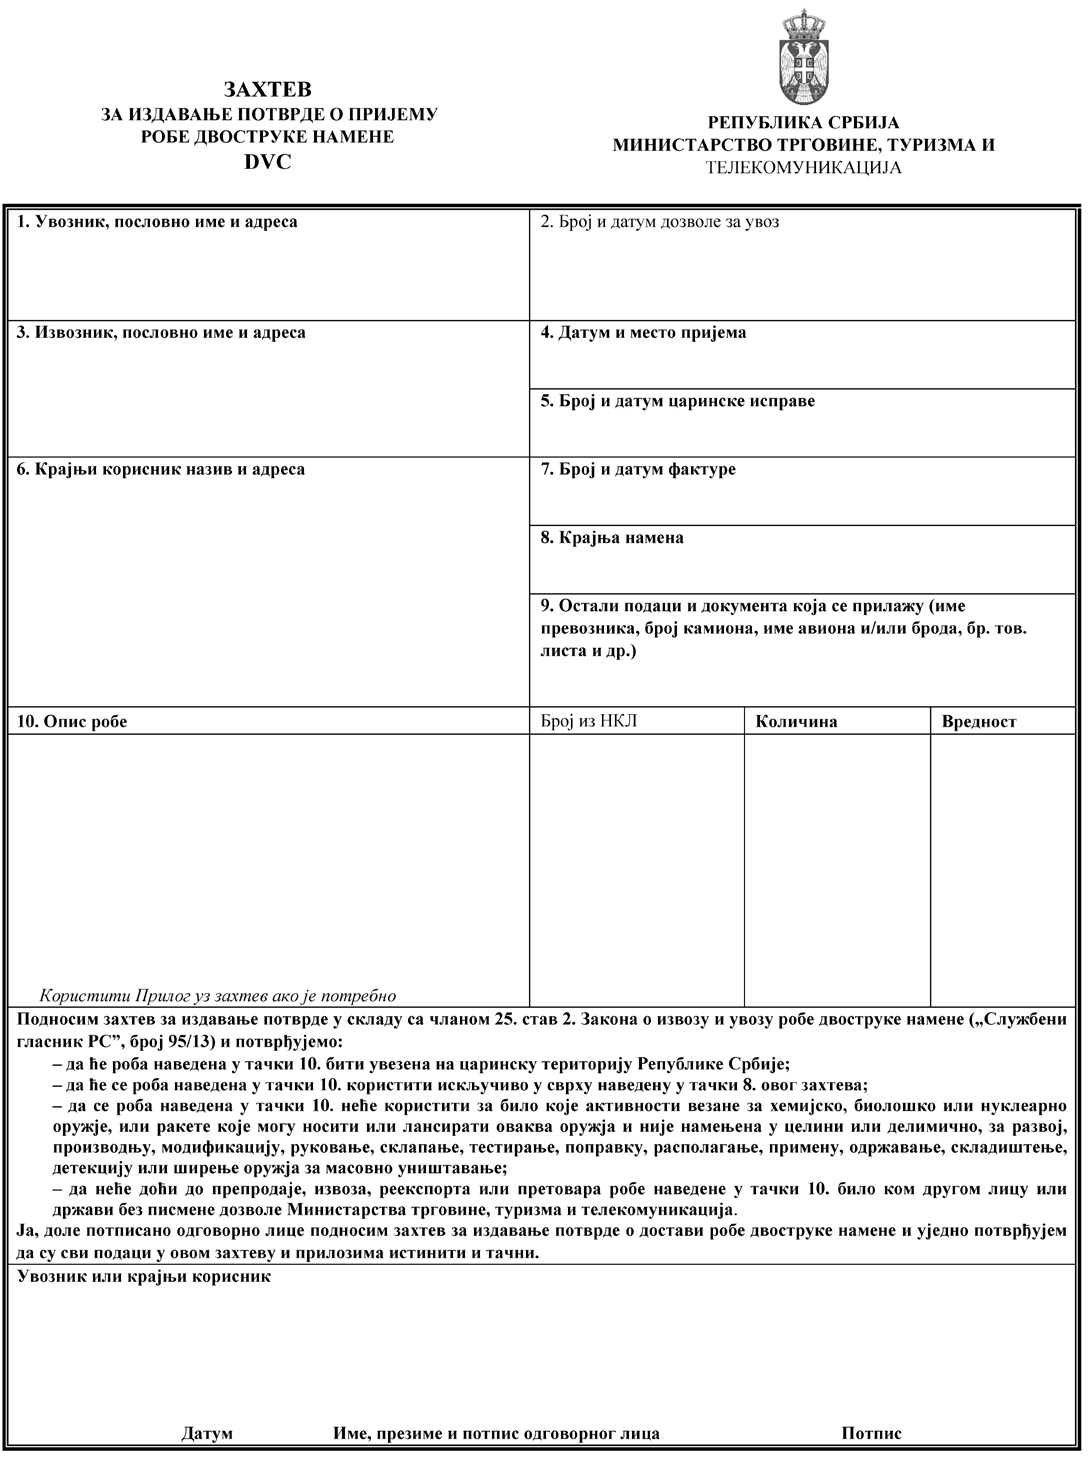 ЗАХТЕВ
ЗА ИЗДАВАЊЕ ПОТВРДЕ О ПРИЈЕМУ
РОБЕ ДВОСТРУКЕ НАМЕНЕ
DVC
РЕПУБЛИКА СРБИЈА
МИНИСТАРСТВО ТРГОВИНЕ, ТУРИЗМА И
ТЕЛЕКОМУНИКАЦИЈА
1. Увозник, пословно име и адреса
2. Број и датум дозволе за увоз
3. Извозник, пословно име и адреса
4. Датум и место пријема
5. Број и датум царинске исправе
6. Крајњи корисник назив и адреса
7. Број и датум фактуре
8. Крајња намена
9. Остали подаци и документа која се прилажу (име
превозника, број камиона, име авиона и/или брода, бр. тов.
листа и др.)
10. Опис робе
Број из НКЛ
Количина
Вредност
Користити Прилог уз захтев ако је потребно
Подносим захтев за издавање потврде у складу са чланом 25. став 2. Закона о извозу и увозу робе двоструке намене („Службени
гласник РС”, број 95/13) и потврђујемо:
– да ће роба наведена у тачки 10. бити увезена на царинску територију Републике Србије;
– да ће се роба наведена у тачки 10. користити искључиво у сврху наведену у тачки 8. овог захтева;
– да се роба наведена у тачки 10. неће користити за било које активности везане за хемијско, биолошко или нуклеарно
оружје, или ракете које могу носити или лансирати оваква оружја и није намењена у целини или делимично, за развој,
производњу, модификацију, руковање, склапање, тестирање, поправку, располагање, примену, одржавање, складиштење,
детекцију или ширење оружја за масовно уништавање;
– да неће доћи до препродаје, извоза, реекспорта или претовара робе наведене у тачки 10. било ком другом лицу или
држави без писмене дозволе Министарства трговине, туризма и телекомуникација.
Ја, доле потписано одговорно лице подносим захтев за издавање потврде о достави робе двоструке намене и уједно потврђујем
да су сви подаци у овом захтеву и прилозима истинити и тачни.
Увозник или крајњи корисник
Датум
Име, презиме и потпис одговорног лица
Потпис